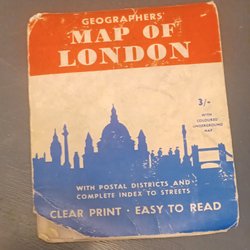 GEOGRAPHERS'
MAP OF
LONDON
3/-
WITH
COLOURED
UNDERGROUND
MAP
WITH POSTAL DISTRICTS AND
COMPLETE INDEX TO STREETS
CLEAR PRINT · EASY TO READ